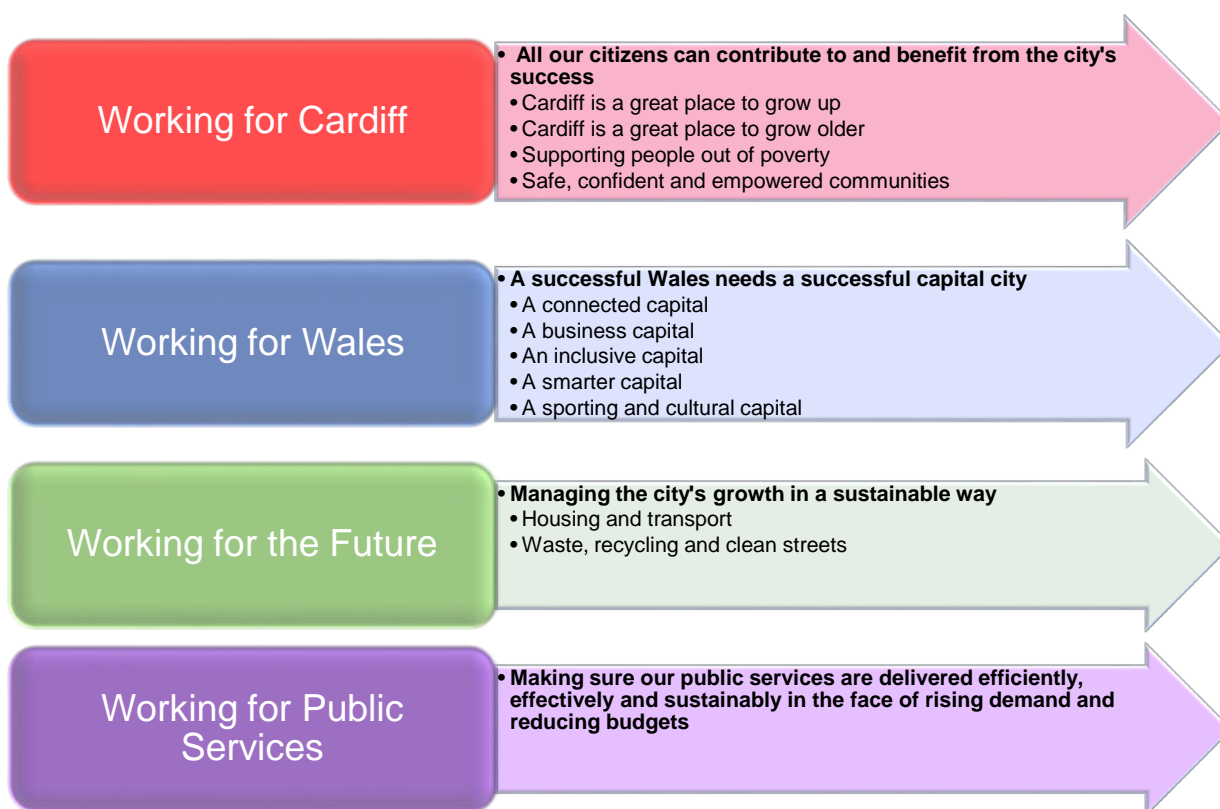 Working for Cardiff
• All our citizens can contribute to and benefit from the city's
success
• Cardiff is a great place to grow up
• Cardiff is a great place to grow older
• Supporting people out of poverty
• Safe, confident and empowered communities
Working for Wales
• A successful Wales needs a successful capital city
• A connected capital
• A business capital
• An inclusive capital
• A smarter capital
• A sporting and cultural capital
Working for the Future
• Managing the city's growth in a sustainable way
• Housing and transport
• Waste, recycling and clean streets
Working for Public
Services
• Making sure our public services are delivered efficiently,
effectively and sustainably in the face of rising demand and
reducing budgets